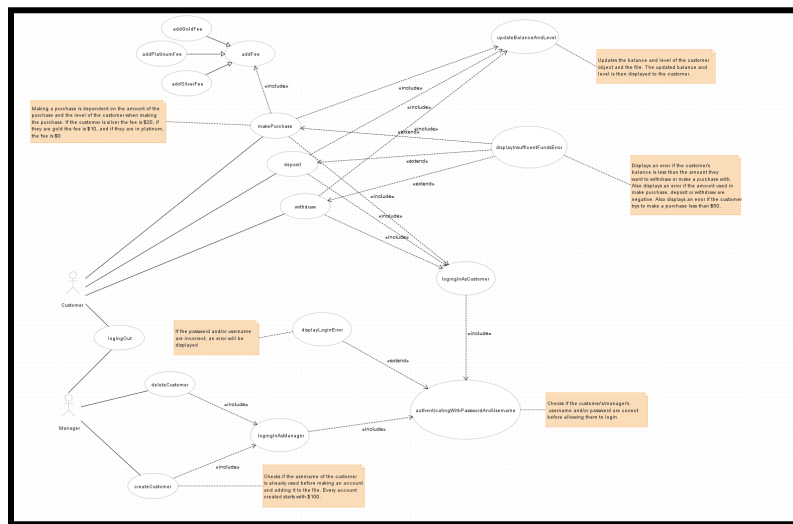 addGoldFee
addPlatinumFee
addFee
addSilverFee
«include»
updateBalanceAndLevel
Updates the balance and level of the customer
object and the file. The updated balance and
level is then displayed to the customer.
Making a purchase is dependent on the amount of the
purchase and the level of the customer when making
the purchase. If the customer is silver the fee is $20. If
they are gold the fee is $10, and if they are in platinum,
the fee is $0
makePurchase
«include»
«include»
«include»
«extend»
displayInsufficentFundsError
deposit
«extend»
«extend»
Displays an error if the customer's
balance is less than the amount they
want to withdraw or make a purchase with.
Also displays an error if the amount used in
make purchase, deposit or withdraw are
negative. Also displays an error if the customer
trys to make a purchase less than $50.
withdraw
«include»
«include»
«include»
logingInAsCustomer
Customer
logingOut
If the password and/or username
are incorrect, an error will be
displayed
displayLoginError
«include»
«extend»
deleteCustomer
«include»
Manager
logingInAsManager
«include»
authenticatingWithPasswordAndUsername
Checks if the customer's/manager's
username and/or password are correct
before allowing them to login
«include»
createCustomer
Checks if the username of the customer
is already used before making an account
and adding it to the file. Every account
created starts with $100.